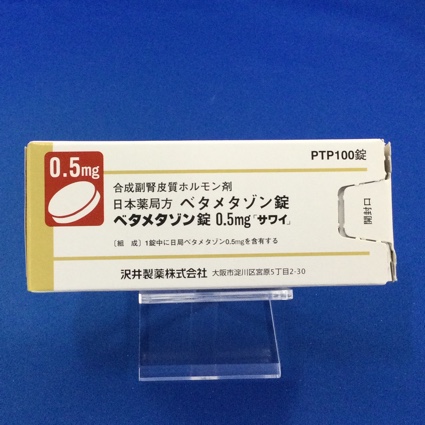 0.5mg
PTP100錠
合成副腎皮質ホルモン剤
日本薬局方 ベタメタゾン錠
ベタメタゾン錠 0.5mg「サワイ」
〔組 成〕1錠中に日局ベタメタゾン0.5mgを含有する
沢井製薬株式会社 大阪市淀川区宮原5丁目2-30
開封口